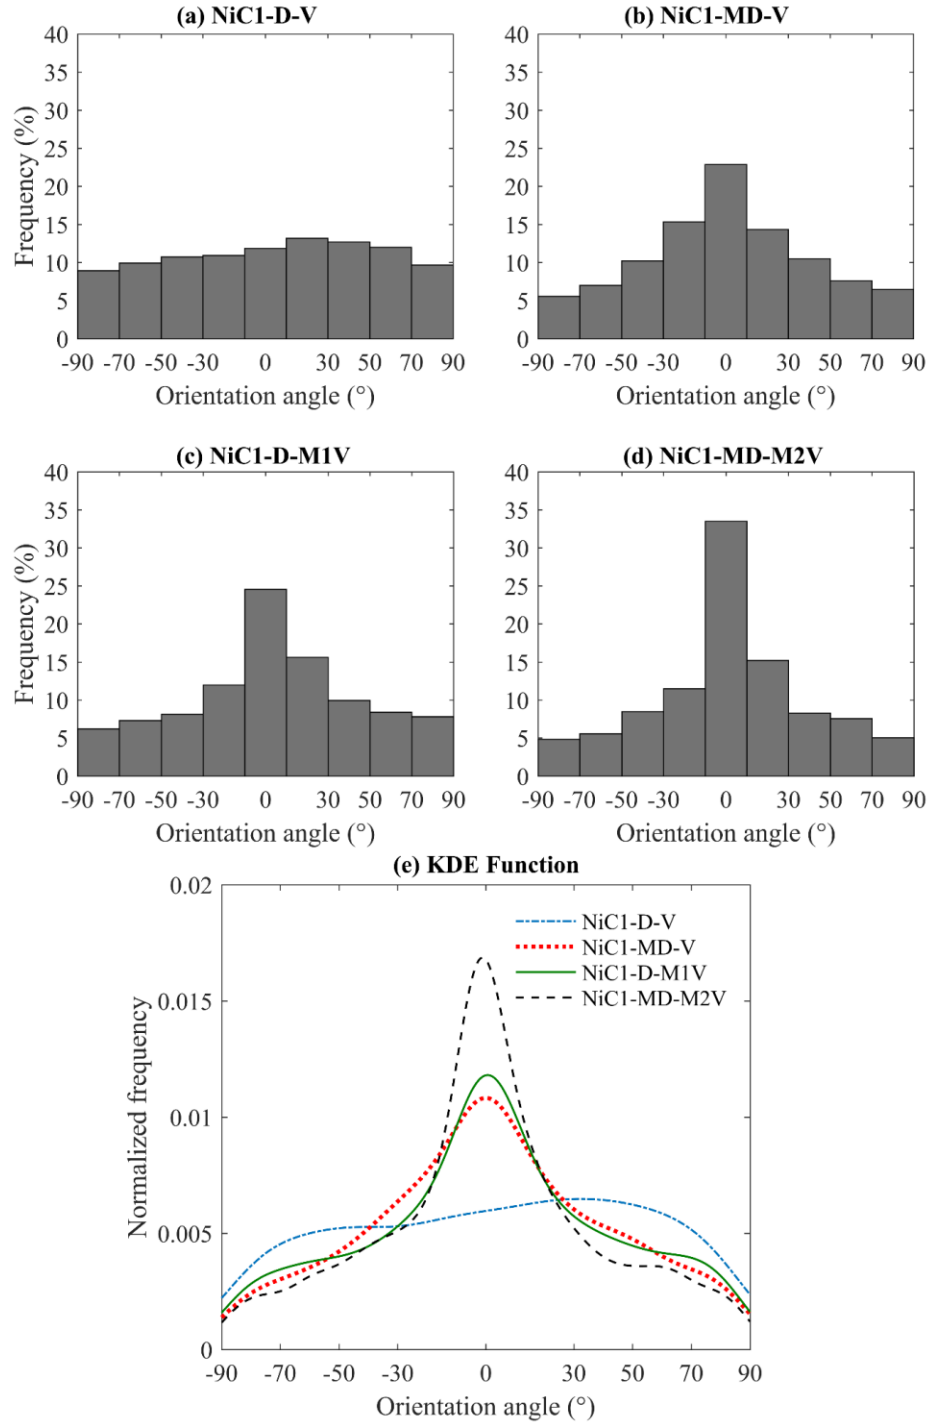 (a) NiC1-D-V
(b) NiC1-MD-V
Frequency (%)
40
35
30
25
20
15
10
5
0
-90 -70 -50 -30 0 30 50 70 90
Orientation angle (°)
40
35
30
25
20
15
10
5
0
-90 -70 -50 -30 0 30 50 70 90
Orientation angle (°)
(c) NiC1-D-M1V
(d) NiC1-MD-M2V
Frequency (%)
40
35
30
25
20
15
10
5
0
-90 -70 -50 -30 0 30 50 70 90
Orientation angle (°)
40
35
30
25
20
15
10
5
0
-90 -70 -50 -30 0 30 50 70 90
Orientation angle (°)
(e) KDE Function
Normalized frequency
0.02
0.015
0.01
0.005
0
NiC1-D-V
NiC1-MD-V
NiC1-D-M1V
NiC1-MD-M2V
-90 -70 -50 -30 0 30 50 70 90
Orientation angle (°)